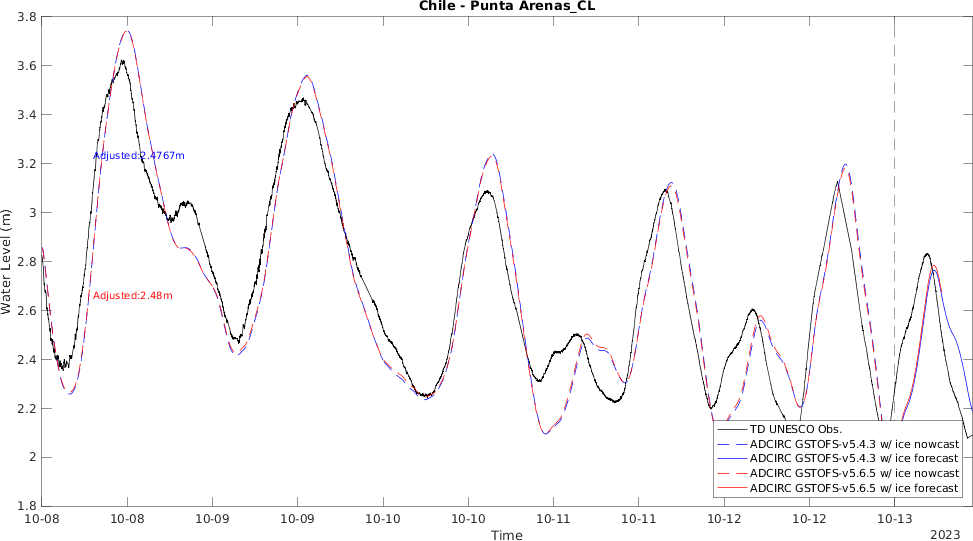 Chile - Punta Arenas_CL
3.8
3.6
3.4
3.2
3
2.8
2.6
2.4
2.2
2
1.8
Water Level (m)
Adjusted:2.4767m
Adjusted:2.48m
TD UNESCO Obs.
ADCIRC GSTOFS-v5.4.3 w/ ice nowcast
ADCIRC GSTOFS-v5.4.3 w/ ice forecast
ADCIRC GSTOFS-v5.6.5 w/ ice nowcast
ADCIRC GSTOFS-v5.6.5 w/ ice forecast
10-08 10-08 10-09 10-09 10-10 10-10 10-11 10-11 10-12 10-12 10-13
Time
2023